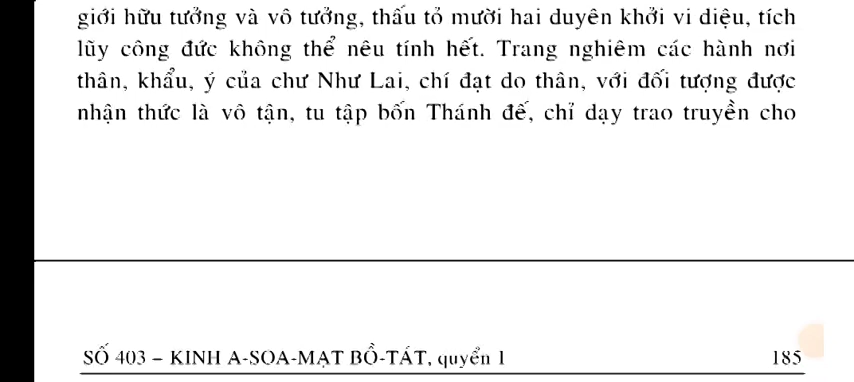 giới hữu tưởng và vô tưởng, thấu tỏ mười hai duyên khởi vi diệu, tích
lũy công đức không thể nêu tính hết. Trang nghiêm các hành nơi
thân, khẩu, ý của chư Như Lai, chí đạt do thân, với đối tượng được
nhận thức là vô tận, tu tập bốn Thánh đế, chỉ dạy trao truyền cho
SỐ 403 – KINH A-SOA-MẠT BỒ-TÁT, quyển 1
185